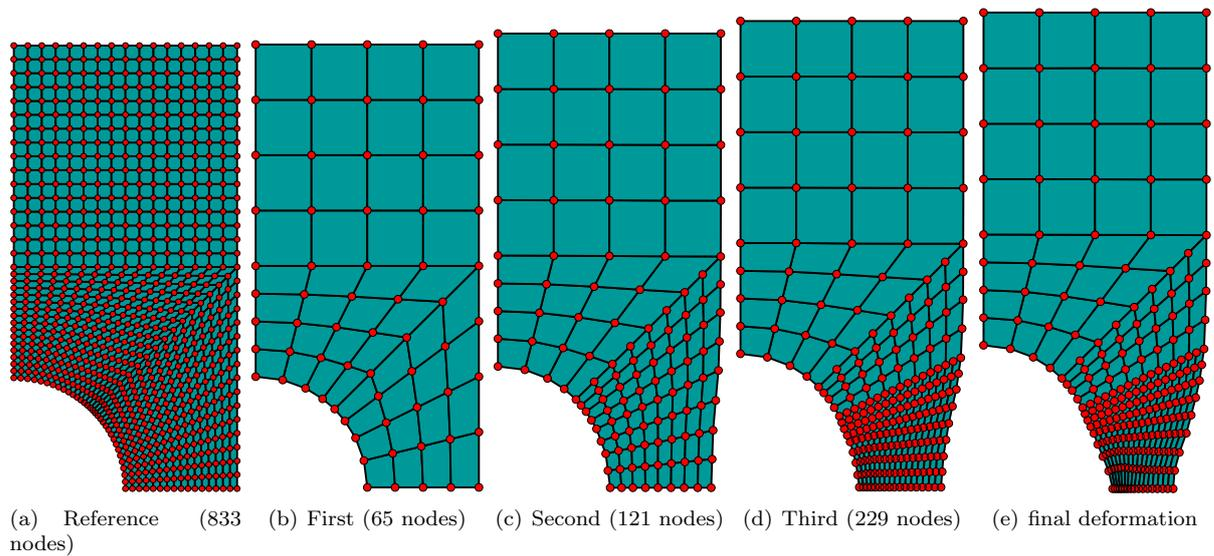 (a) Reference (833 nodes)
(b) First (65 nodes)
(c) Second (121 nodes)
(d) Third (229 nodes)
(e) final deformation